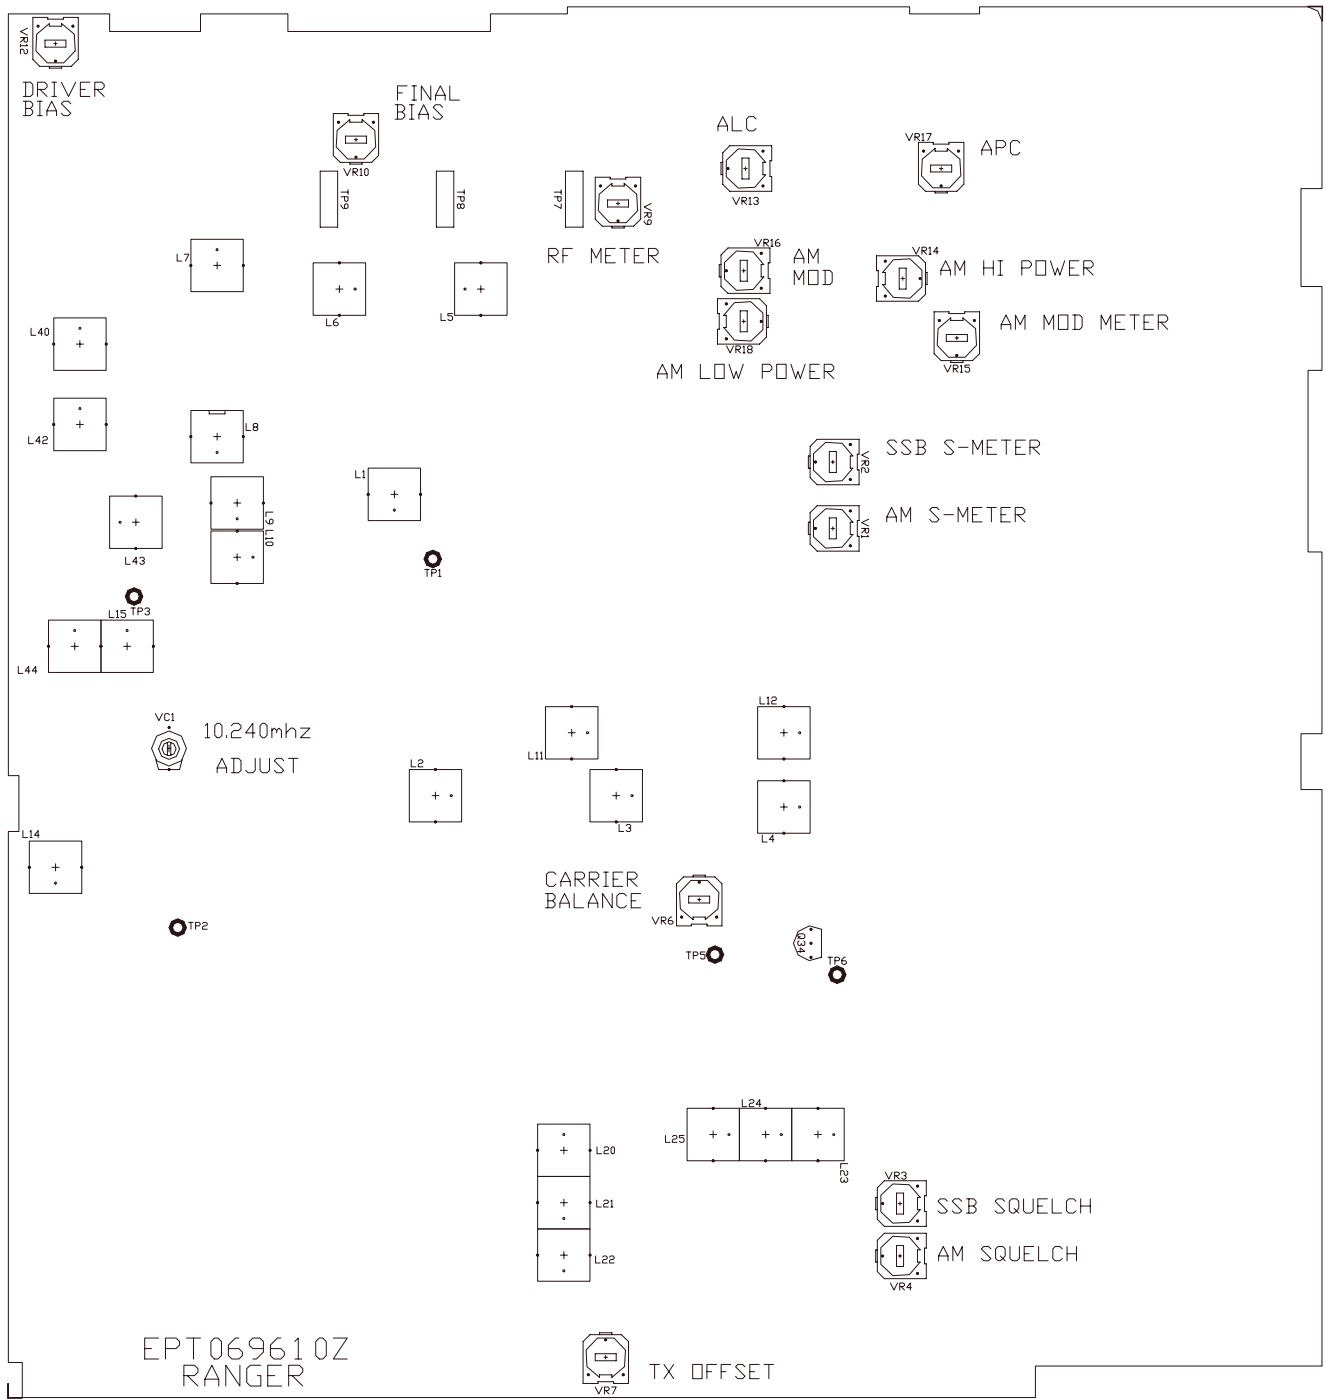 VR12
DRIVER
BIAS
FINAL
BIAS
VR10
ALC
VR13
VR17
APC
TP9
TP8
TP7
VR9
RF METER
VR16
AM
MOD
VR14
AM HI POWER
L7
L6
L5
L40
VR18
AM LOW POWER
AM MOD METER
VR15
L42
L8
L1
SSB S-METER
VR2
AM S-METER
VR1
L9
L10
L43
TP1
TP3
L15
L44
VC1
10.240mhz
ADJUST
L12
L11
L2
L3
L4
L14
CARRIER
BALANCE
VR6
TP2
TP5
Q34
TP6
L24
L25
L23
L20
L21
L22
VR3
SSB SQUELCH
AM SQUELCH
VR4
EPT069610Z
RANGER
TX OFFSET
VR7